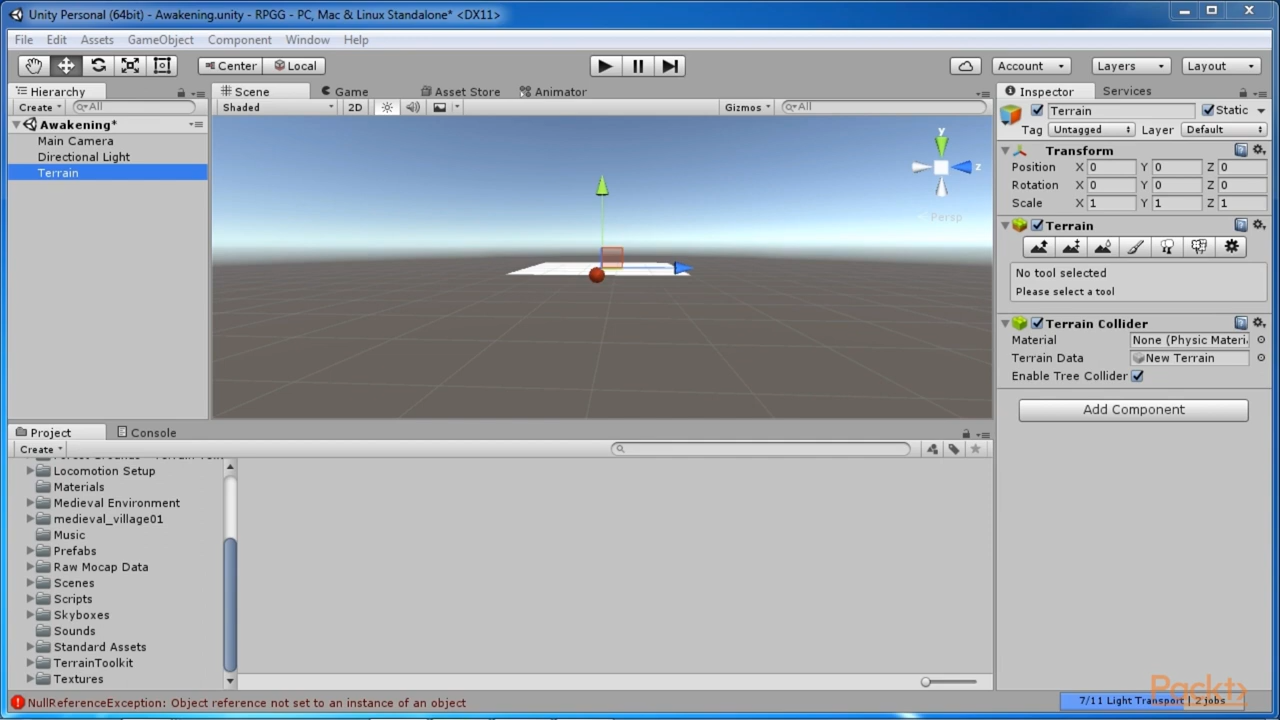 Unity Personal (64bit) - Awakening.unity - RPGG - PC, Mac & Linux Standalone* <DX11>
File Edit Assets GameObject Component Window Help
Center Local Account Layers Layout
Hierarchy Scene Game Asset Store Animator Inspector Services
Create All Shaded 2D Gizmos All Terrain Static
Awakening* Tag Untagged Layer Default
Main Camera
Directional Light
Terrain
y
z
Persp
Transform
Position X 0 Y 0 Z 0
Rotation X 0 Y 0 Z 0
Scale X 1 Y 1 Z 1
Terrain
No tool selected
Please select a tool
Terrain Collider
Material None (Physic Materi
Terrain Data New Terrain
Enable Tree Collider
Add Component
Project Console
Create
Locomotion Setup
Materials
Medieval Environment
medieval_village01
Music
Prefabs
Raw Mocap Data
Scenes
Scripts
Skyboxes
Sounds
Standard Assets
TerrainToolkit
Textures
Packt
NullReferenceException: Object reference not set to an instance of an object
7/11 Light Transport | 2 jobs